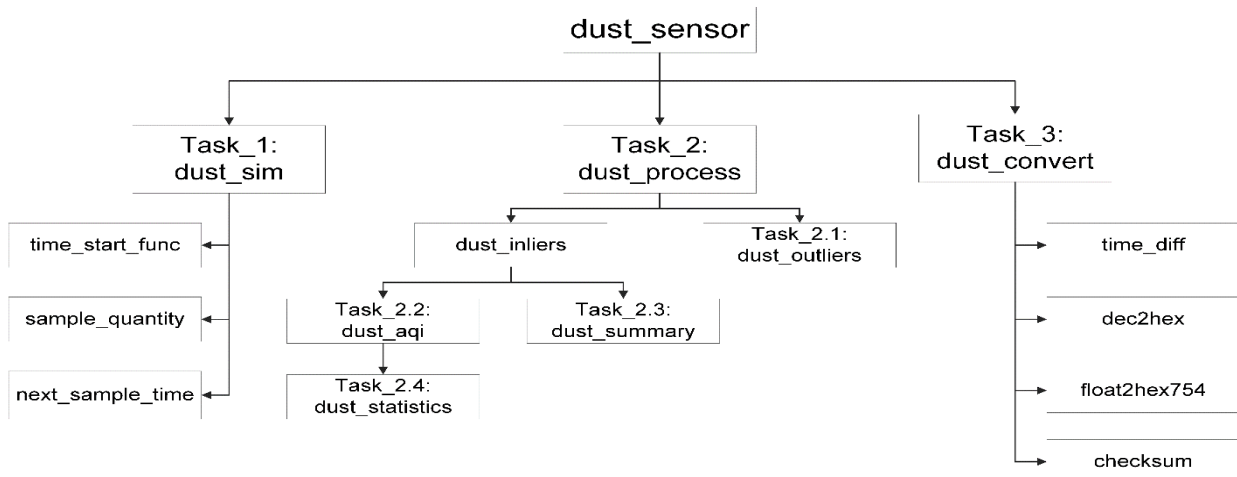 dust_sensor
Task_1:
dust_sim
Task_2:
dust_process
Task_3:
dust_convert
time_start_func
sample_quantity
next_sample_time
dust_inliers
Task_2.1:
dust_outliers
Task_2.2:
dust_aqi
Task_2.3:
dust_summary
Task_2.4:
dust_statistics
time_diff
dec2hex
float2hex754
checksum